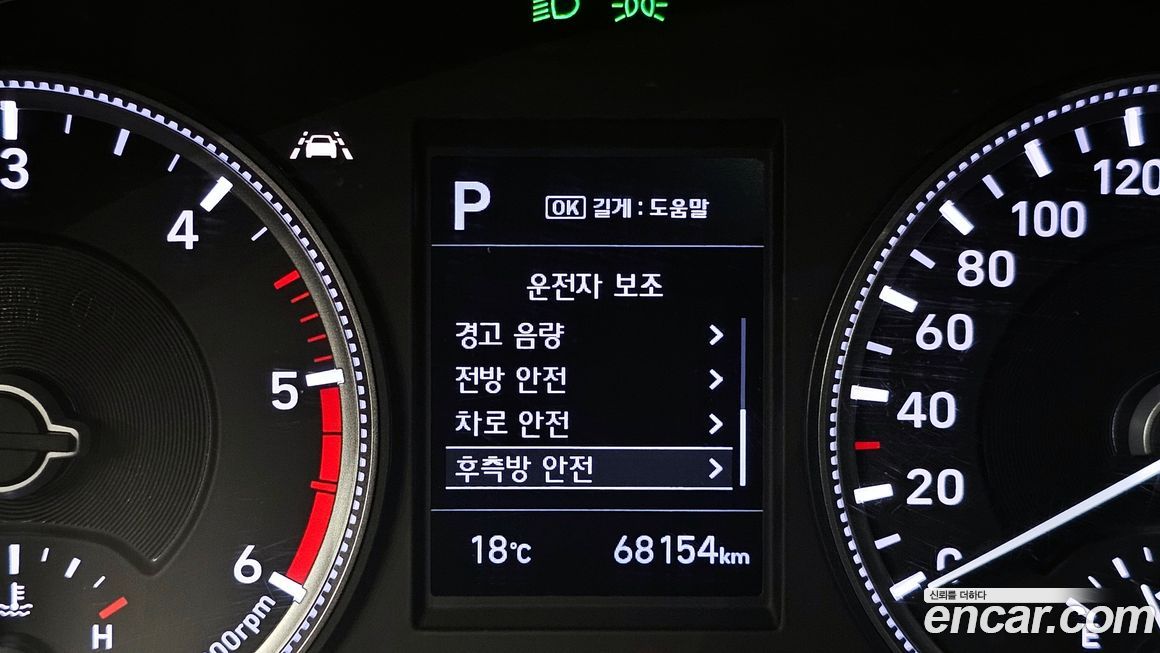 P OK 길게 : 도움말
운전자 보조
경고 음량
전방 안전
차로 안전
후측방 안전
18℃ 68154km
3
4
5
6
H
120
100
80
60
40
20
0
E
신뢰를 더하다
encar.com